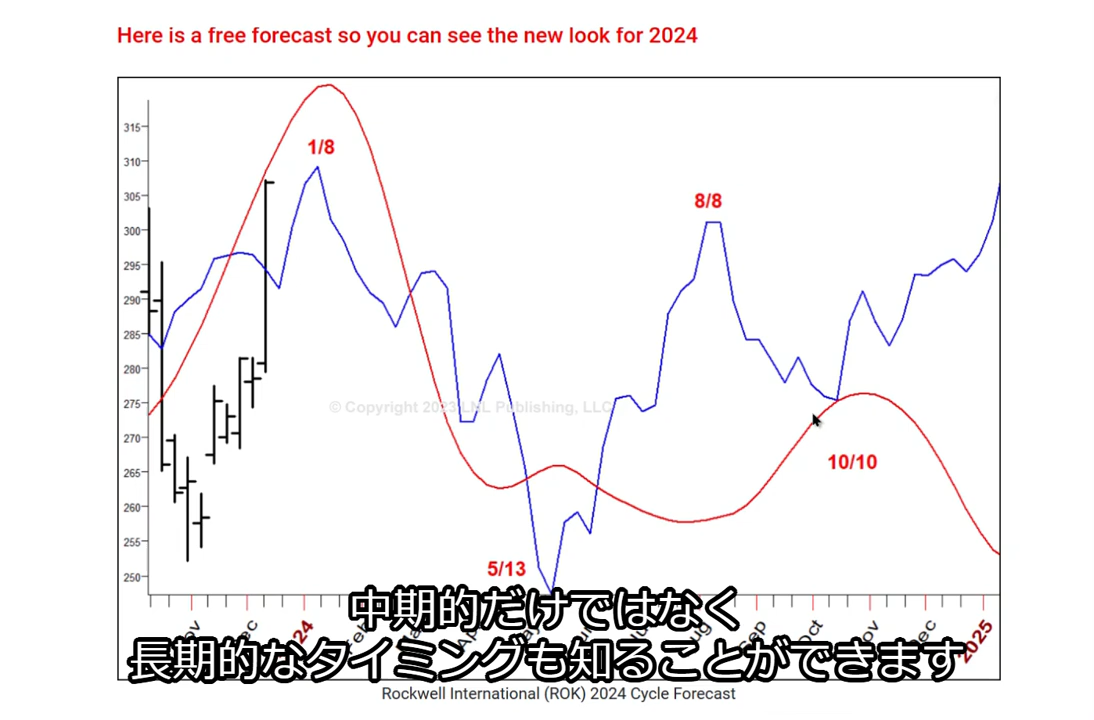 Here is a free forecast so you can see the new look for 2024
315
310
305
300
295
290
285
280
275
270
265
260
255
250
1/8
8/8
© Copyright 2023 LNL Publishing, LLC
10/10
5/13
中期的だけではなく
長期的なタイミングも知ることができます
Sep
Oct
2025
Rockwell International (ROK) 2024 Cycle Forecast